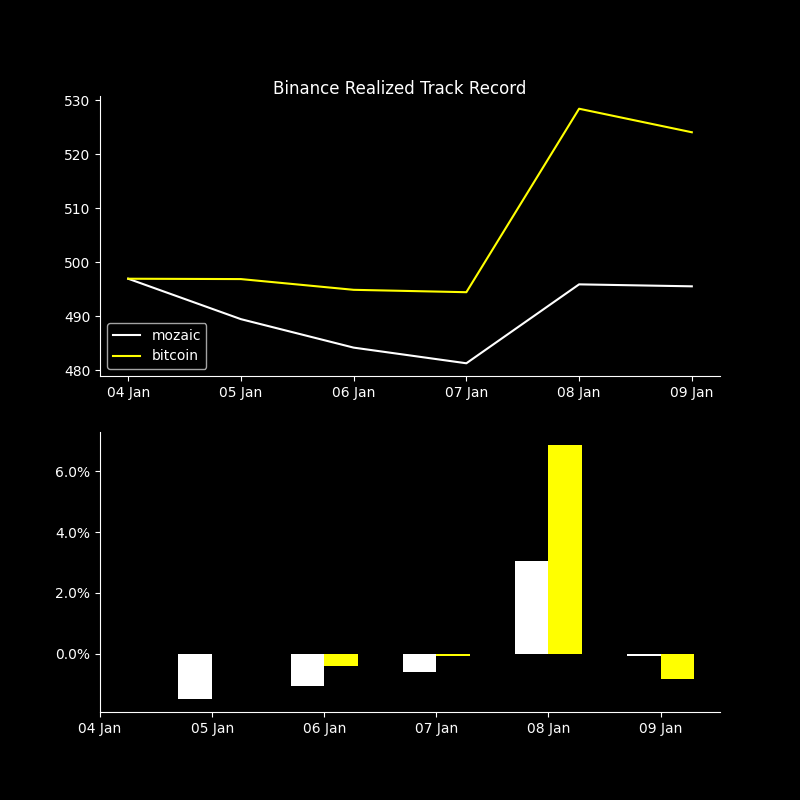 Binance Realized Track Record
530
520
510
500
490
480
mozaic
bitcoin
04 Jan 05 Jan 06 Jan 07 Jan 08 Jan 09 Jan
6.0%
4.0%
2.0%
0.0%
04 Jan 05 Jan 06 Jan 07 Jan 08 Jan 09 Jan